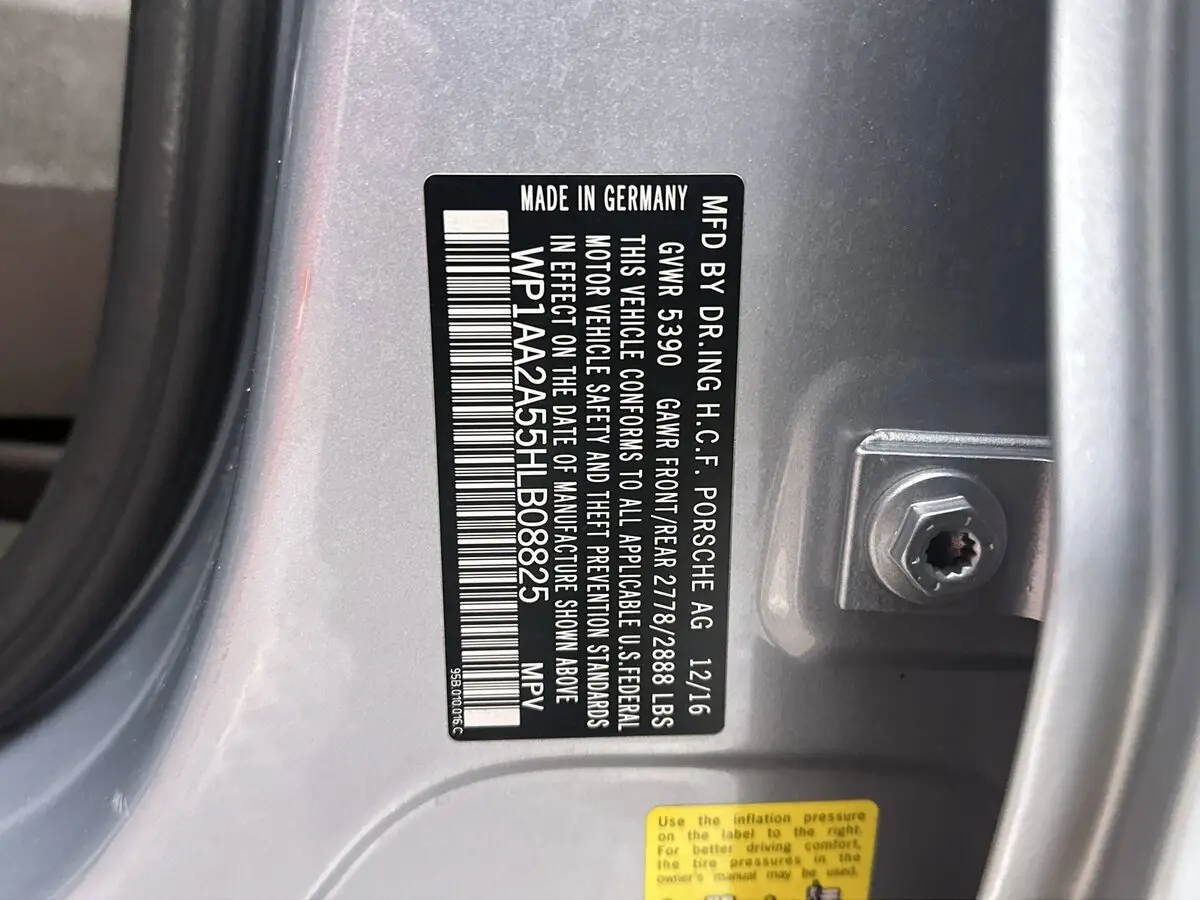 MFD BY DR.ING H.C.F. PORSCHE AG 12/16
GVWR 5390 GAWR FRONT/REAR 2778/2888 LBS
THIS VEHICLE CONFORMS TO ALL APPLICABLE U.S.FEDERAL
MOTOR VEHICLE SAFETY AND THEFT PREVENTION STANDARDS
IN EFFECT ON THE DATE OF MANUFACTURE SHOWN ABOVE
WP1AA2A55HLB08825 MPV
95B.010.016.C
MADE IN GERMANY
Use the inflation pressure
on the label to the right.
For better driving comfort,
the tire pressures in the
owner's manual may be used.